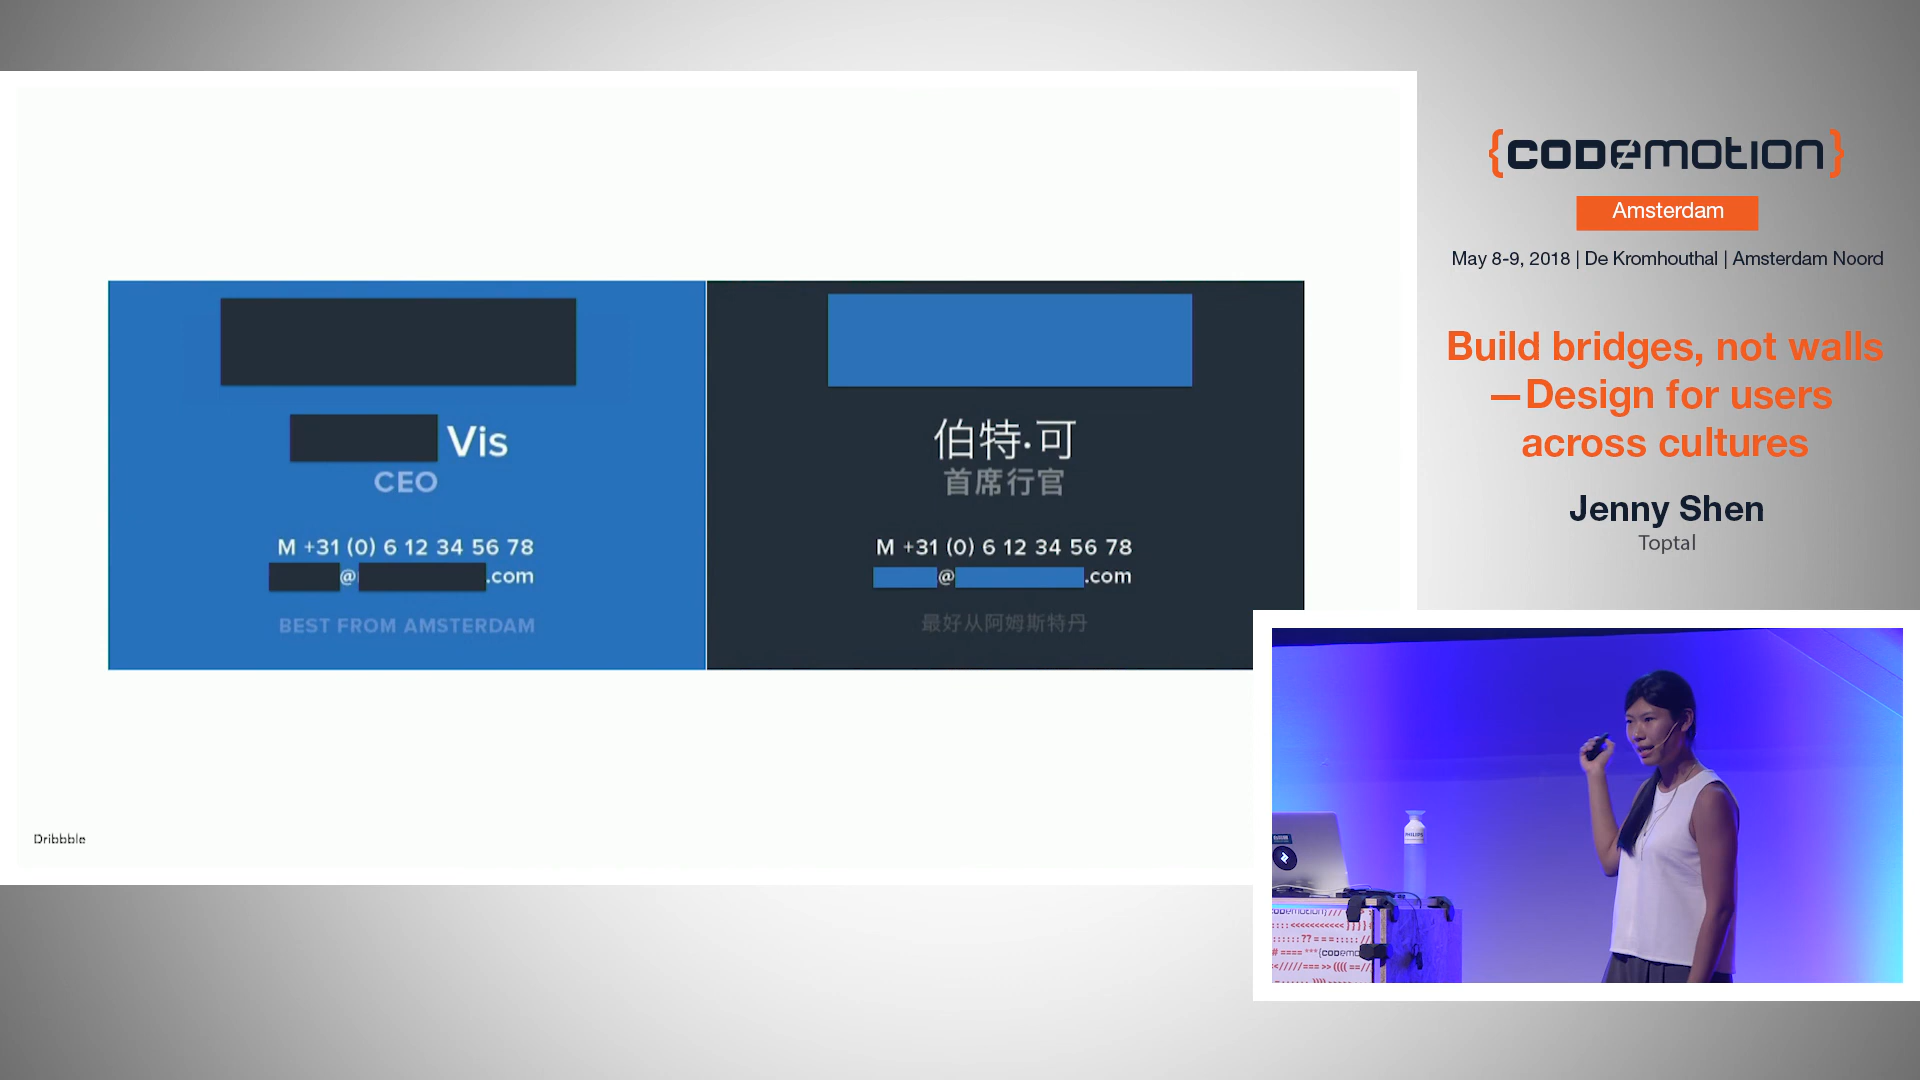 Vis
CEO
M +31 (0) 6 12 34 56 78
@ .com
BEST FROM AMSTERDAM
伯特·可
首席行官
M +31 (0) 6 12 34 56 78
@ .com
最好从阿姆斯特丹
Dribbble
{CODEMOTION}
Amsterdam
May 8-9, 2018 | De Kromhouthal | Amsterdam Noord
Build bridges, not walls
—Design for users
across cultures
Jenny Shen
Toptal
PHILIPS